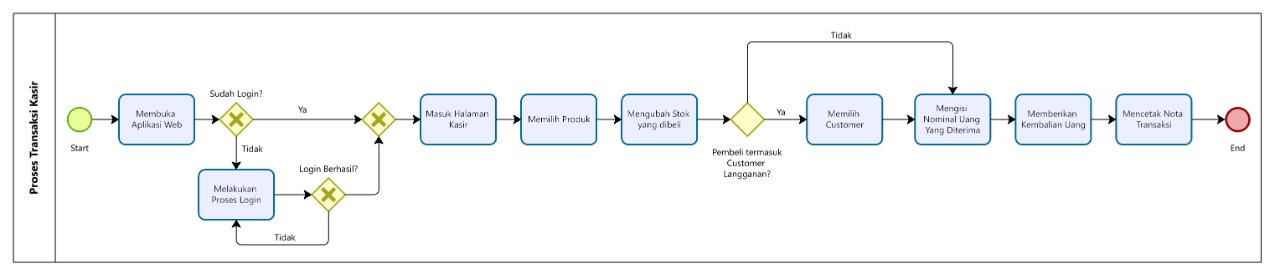 Proses Transaksi Kasir
Start
Membuka
Aplikasi Web
Sudah Login?
Ya
Tidak
Melakukan
Proses Login
Login Berhasil?
Tidak
Masuk Halaman
Kasir
Memilih Produk
Mengubah Stok
yang dibeli
Pembeli termasuk
Customer
Langganan?
Tidak
Ya
Memilih
Customer
Mengisi
Nominal Uang
Yang Diterima
Memberikan
Kembalian Uang
Mencetak Nota
Transaksi
End